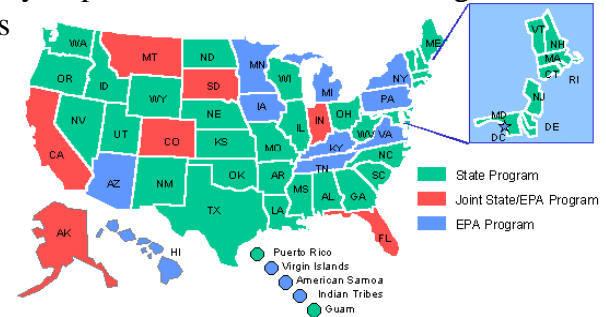 s
WA
MT
ND
MN
ME
OR
ID
SD
WI
MI
NY
WY
NE
IA
PA
NV
UT
CO
KS
IL
IN
OH
MO
KY
WV
VA
CA
AZ
NM
OK
AR
TN
NC
MS
AL
GA
SC
TX
LA
FL
AK
HI
VT
NH
MA
CT
RI
NJ
MD
DE
DC
State Program
Joint State/EPA Program
EPA Program
Puerto Rico
Virgin Islands
American Samoa
Indian Tribes
Guam